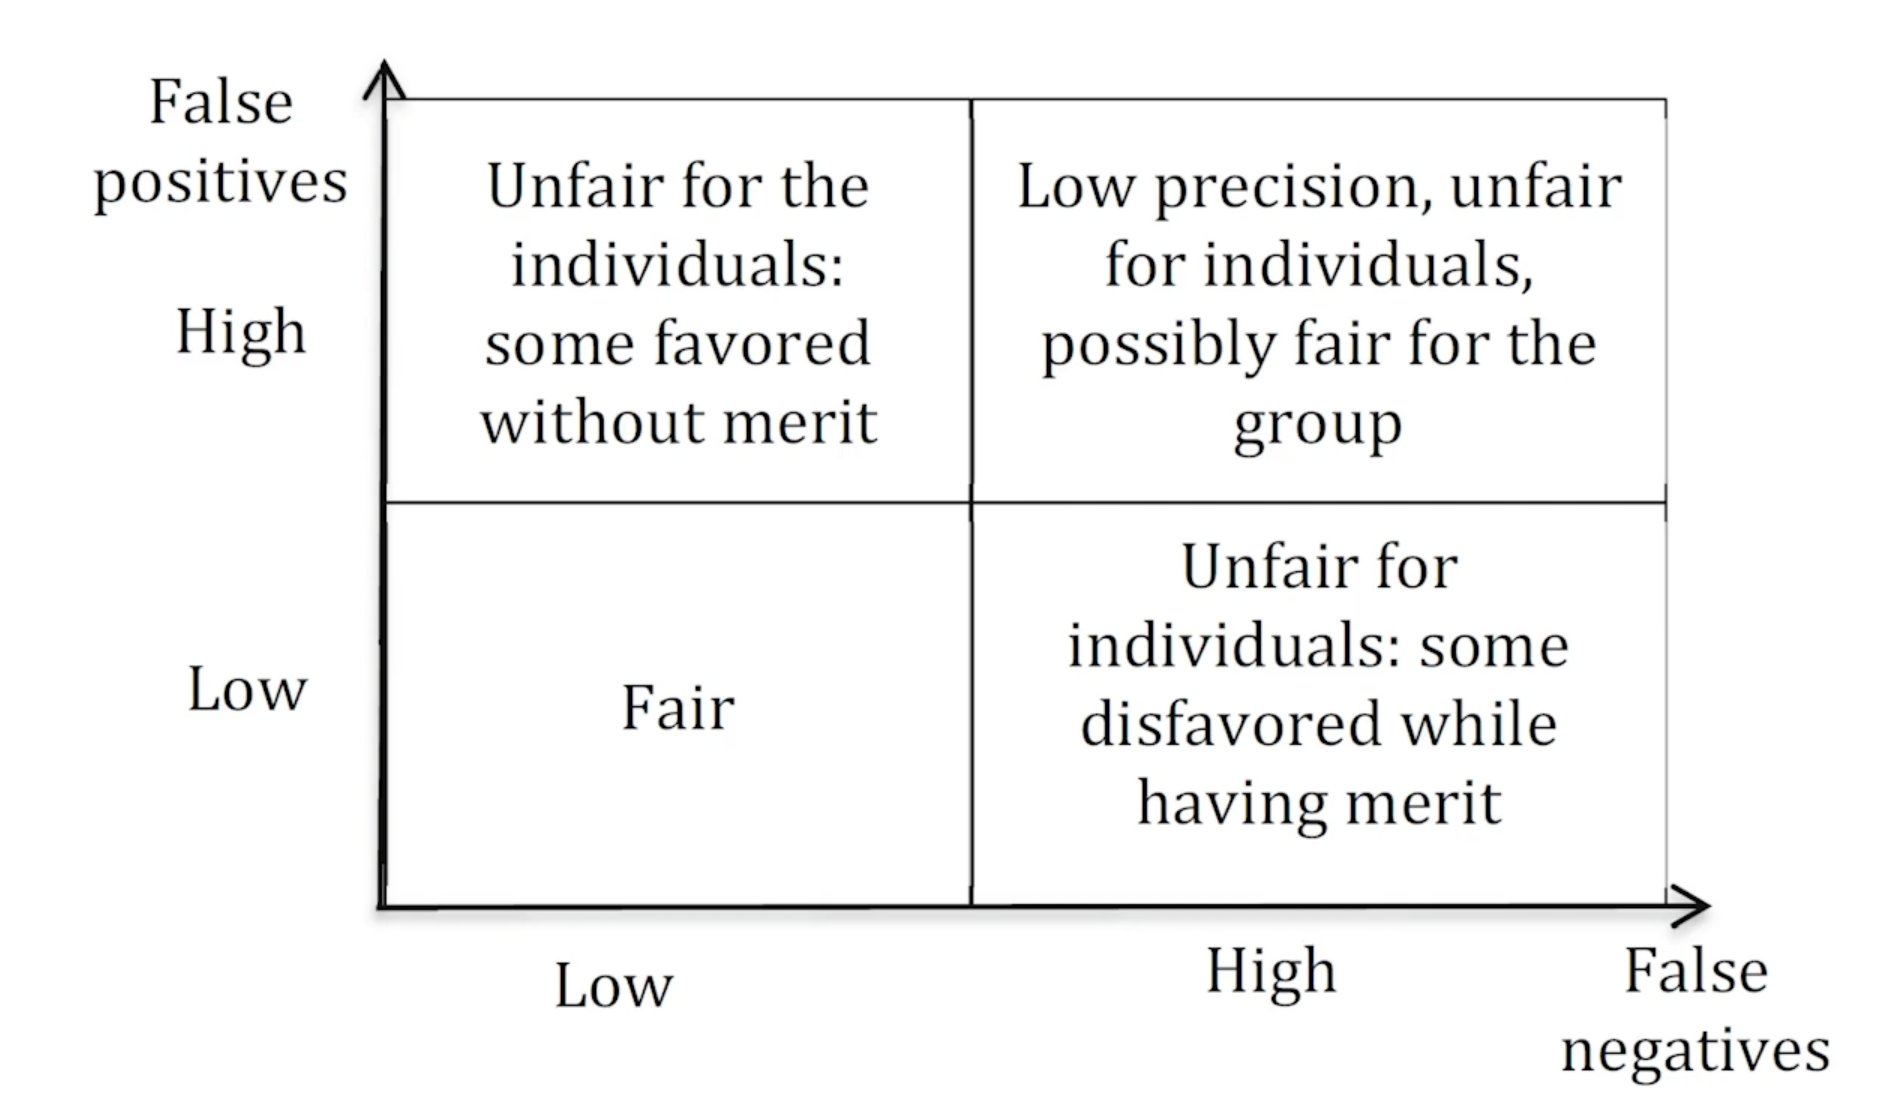 False
positives
High
Low
Unfair for the
individuals:
some favored
without merit
Low precision, unfair
for individuals,
possibly fair for the
group
Fair
Unfair for
individuals: some
disfavored while
having merit
Low
High
False
negatives